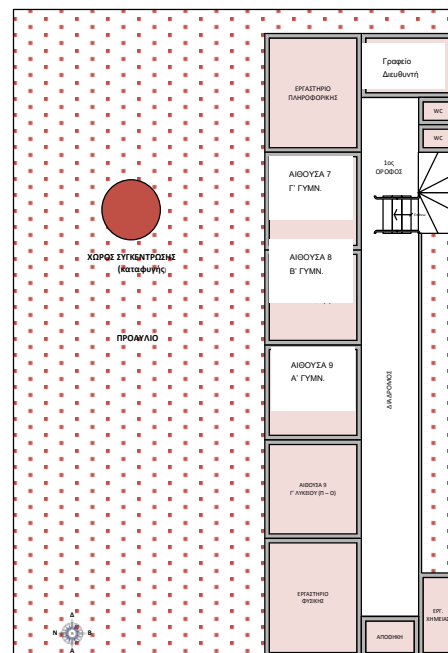 ΕΡΓΑΣΤΗΡΙΟ
ΠΛΗΡΟΦΟΡΙΚΗΣ
Γραφείο
Διευθυντή
WC
WC
1ος
ΟΡΟΦΟΣ
ΑΙΘΟΥΣΑ 7
Γ' ΓΥΜΝ.
ΧΩΡΟΣ ΣΥΓΚΕΝΤΡΩΣΗΣ
(καταφυγής)
ΑΙΘΟΥΣΑ 8
Β' ΓΥΜΝ.
ΠΡΟΑΥΛΙΟ
ΑΙΘΟΥΣΑ 9
Α' ΓΥΜΝ.
ΔΙΑΔΡΟΜΟΣ
ΑΙΘΟΥΣΑ 9
Γ' ΛΥΚΕΙΟΥ (Π – Ο)
ΕΡΓΑΣΤΗΡΙΟ
ΦΥΣΙΚΗΣ
ΕΡΓ.
ΧΗΜΕΙΑΣ
ΑΠΟΘΗΚΗ
Δ
Ν
Β
Α